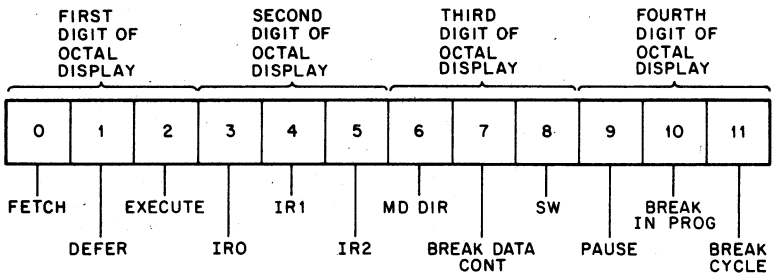 FIRST DIGIT OF OCTAL DISPLAY
SECOND DIGIT OF OCTAL DISPLAY
THIRD DIGIT OF OCTAL DISPLAY
FOURTH DIGIT OF OCTAL DISPLAY
0 1 2 3 4 5 6 7 8 9 10 11
FETCH
DEFER
EXECUTE
IR0
IR1
IR2
MD DIR
BREAK DATA CONT
SW
PAUSE
BREAK IN PROG
BREAK CYCLE